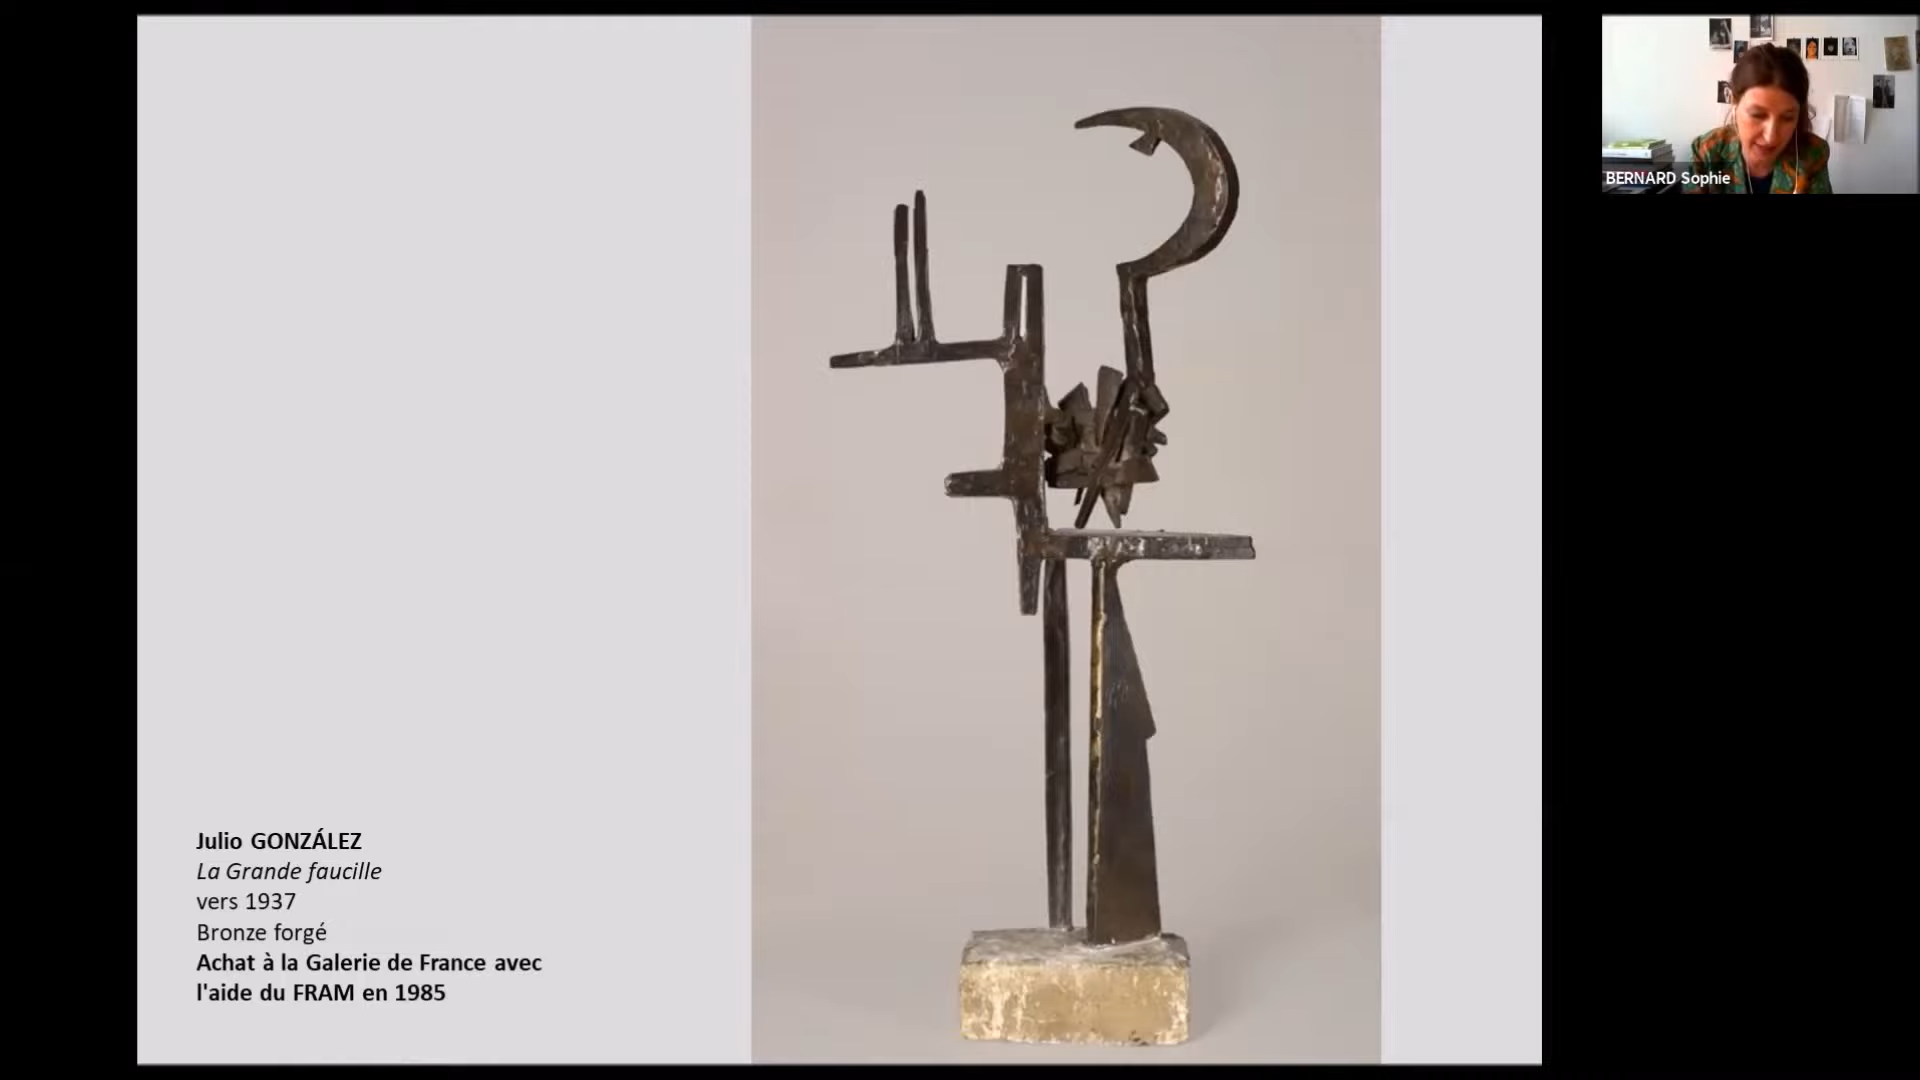 BERNARD Sophie
Julio GONZÁLEZ
La Grande faucille
vers 1937
Bronze forgé
Achat à la Galerie de France avec
l'aide du FRAM en 1985